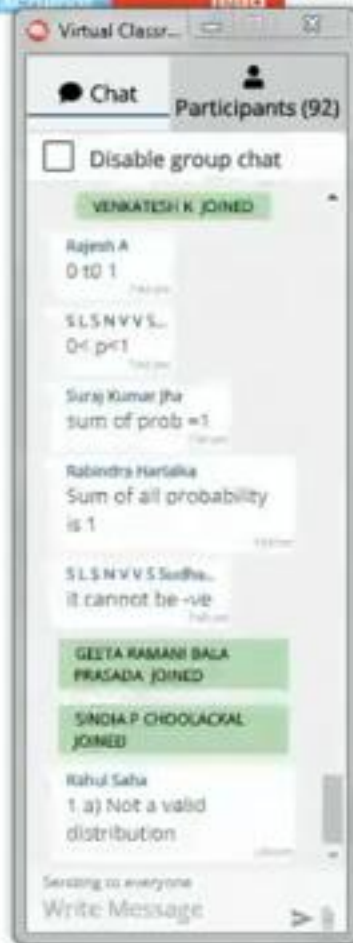 Virtual Classr...
Chat
Participants (92)
Disable group chat
VENKATESH K JOINED
Rajesh A
0 t0 1
S L S N V V S...
0< p<1
Suraj Kumar Jha
sum of prob =1
Rabindra Harlalka
Sum of all probability
is 1
S L S N V V S Sudha...
it cannot be -ve
GEETA RAMANI BALA
PRASADA JOINED
SINDIA P CHOOLACKAL
JOINED
Rahul Saha
1 a) Not a valid
distribution
Sending to everyone
Write Message